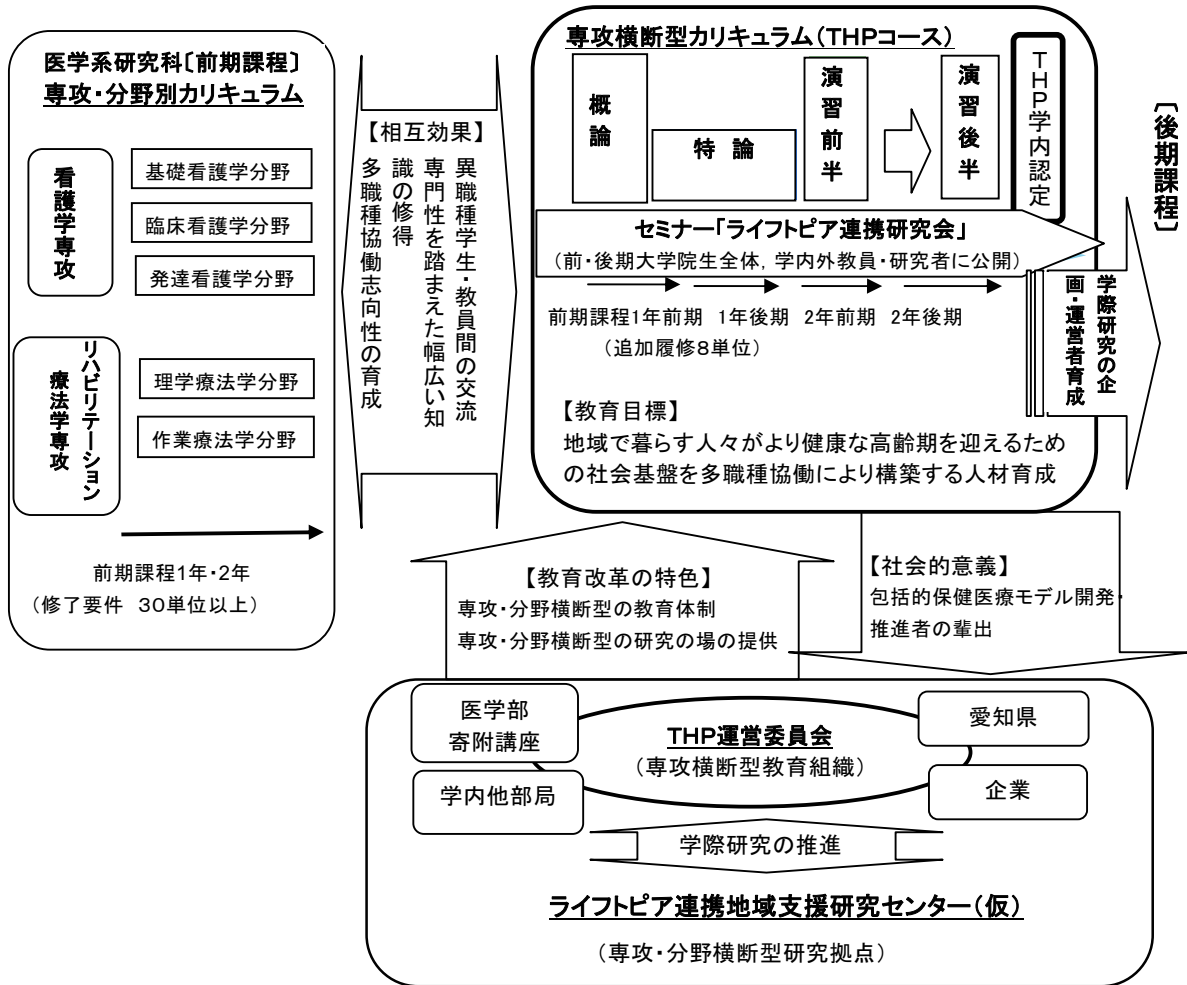 医学系研究科〔前期課程〕
専攻・分野別カリキュラム
看護学専攻
基礎看護学分野
臨床看護学分野
発達看護学分野
リハビリテーション
療法学専攻
理学療法学分野
作業療法学分野
前期課程1年・2年
（修了要件　30単位以上）
【相互効果】
異職種学生・教員間の交流
専門性を踏まえた幅広い知
識の修得
多職種協働志向性の育成
専攻横断型カリキュラム（THPコース）
概論
特　論
演習前半
演習後半
THP学内認定
セミナー「ライフトピア連携研究会」
（前・後期大学院生全体，学内外教員・研究者に公開）
前期課程1年前期　1年後期　2年前期　2年後期
（追加履修8単位）
【教育目標】
地域で暮らす人々がより健康な高齢期を迎えるため
の社会基盤を多職種協働により構築する人材育成
〔後期課程〕
学際研究の企
画・運営者育成
【教育改革の特色】
専攻・分野横断型の教育体制
専攻・分野横断型の研究の場の提供
【社会的意義】
包括的保健医療モデル開発・
推進者の輩出
医学部
寄附講座
学内他部局
THP運営委員会
（専攻横断型教育組織）
愛知県
企業
学際研究の推進
ライフトピア連携地域支援研究センター（仮）
（専攻・分野横断型研究拠点）